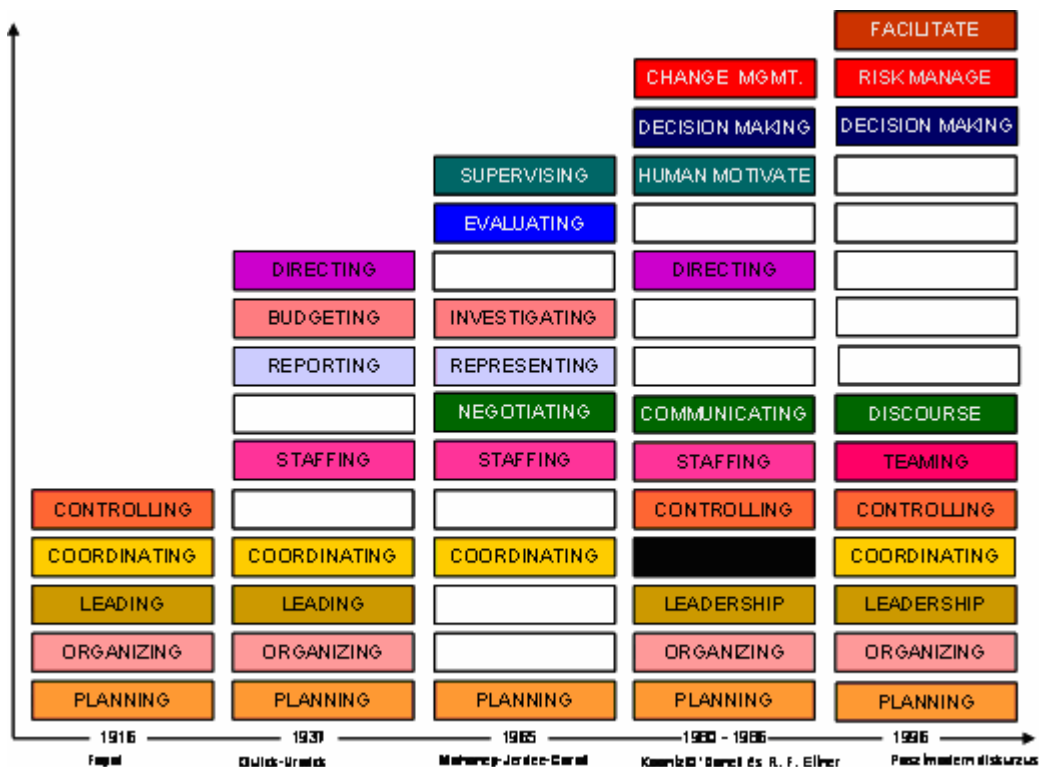 FACILITATE
CHANGE MGMT. RISK MANAGE
DECISION MAKING DECISION MAKING
SUPERVISING HUMAN MOTIVATE
EVALUATING
DIRECTING DIRECTING
BUDGETING INVESTIGATING
REPORTING REPRESENTING
NEGOTIATING COMMUNICATING DISCOURSE
STAFFING STAFFING STAFFING TEAMING
CONTROLLING CONTROLLING CONTROLLING
COORDINATING COORDINATING COORDINATING COORDINATING
LEADING LEADING LEADERSHIP LEADERSHIP
ORGANIZING ORGANIZING ORGANIZING ORGANIZING
PLANNING PLANNING PLANNING PLANNING PLANNING
1916 1937 1965 1980 - 1986 1996
Fayol és R. F.